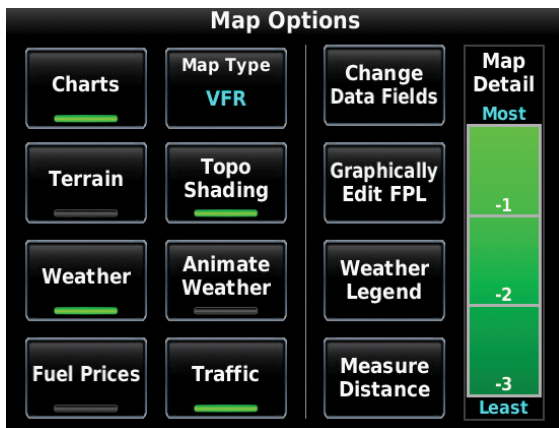 Map Options
Charts
Map Type
VFR
Change
Data Fields
Map
Detail
Most
Terrain
Topo
Shading
Graphically
Edit FPL
-1
Weather
Animate
Weather
Weather
Legend
-2
Fuel Prices
Traffic
Measure
Distance
-3
Least